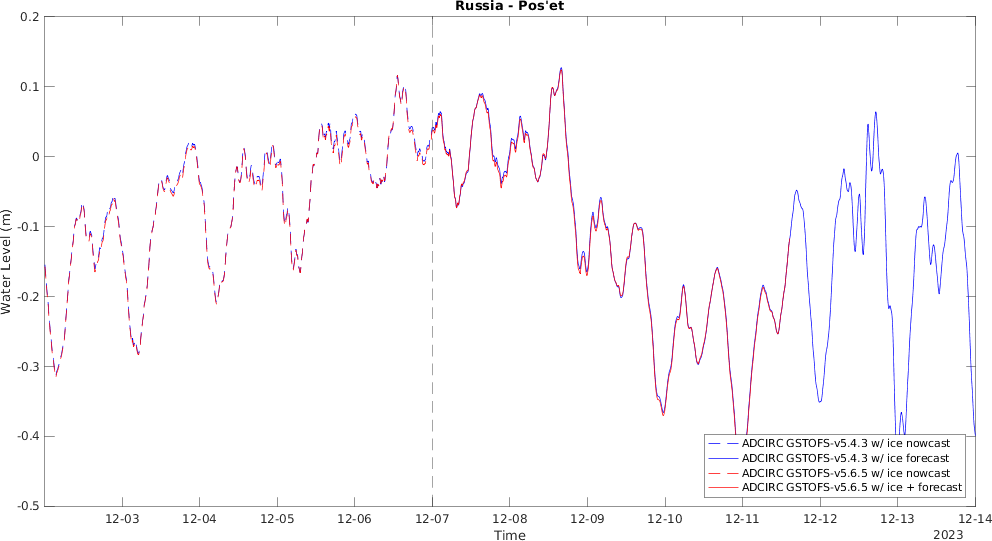 Russia - Pos'et
0.2
0.1
0
-0.1
-0.2
-0.3
-0.4
-0.5
Water Level (m)
ADCIRC GSTOFS-v5.4.3 w/ ice nowcast
ADCIRC GSTOFS-v5.4.3 w/ ice forecast
ADCIRC GSTOFS-v5.6.5 w/ ice nowcast
ADCIRC GSTOFS-v5.6.5 w/ ice + forecast
12-03 12-04 12-05 12-06 12-07 12-08 12-09 12-10 12-11 12-12 12-13 12-14
Time
2023